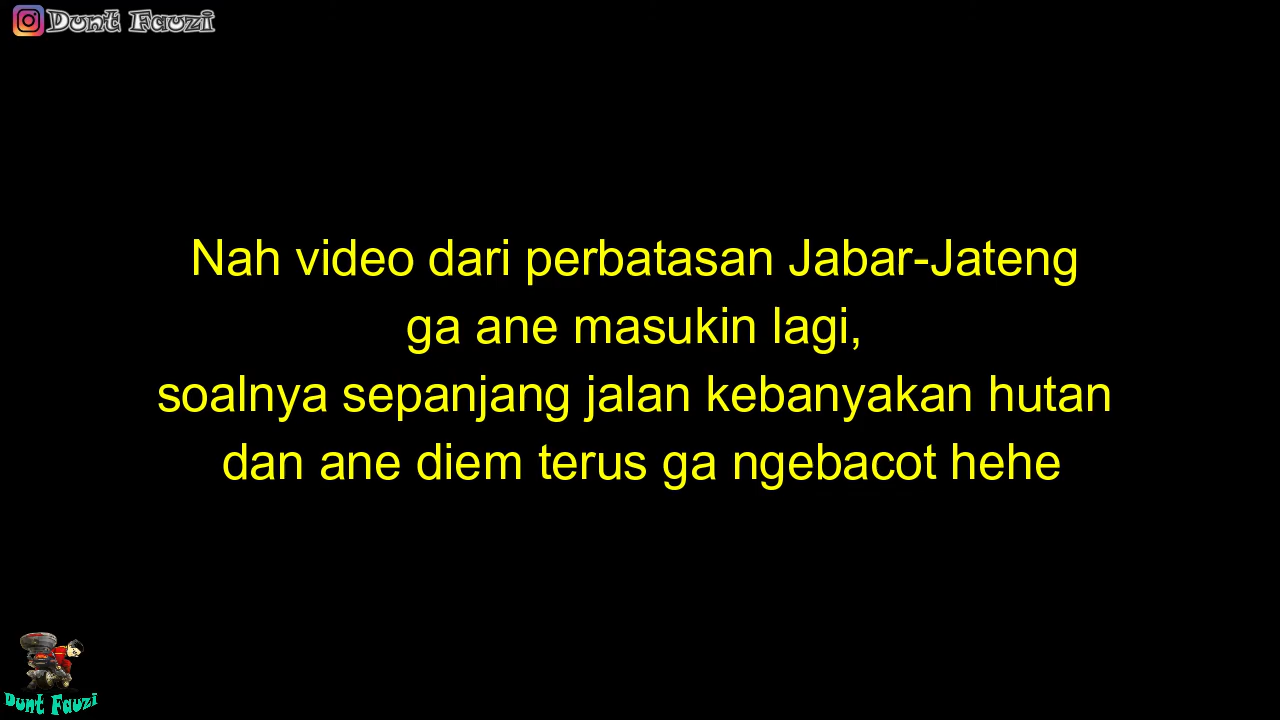 Dunt Fauzi
Nah video dari perbatasan Jabar-Jateng
ga ane masukin lagi,
soalnya sepanjang jalan kebanyakan hutan
dan ane diem terus ga ngebacot hehe
Dunt Fauzi